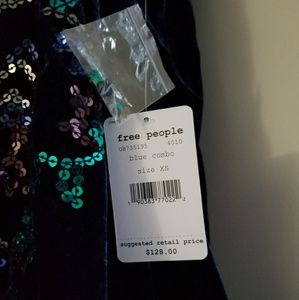 free people
OB735195 4010
blue combo
size XS
suggested retail price
$128.00